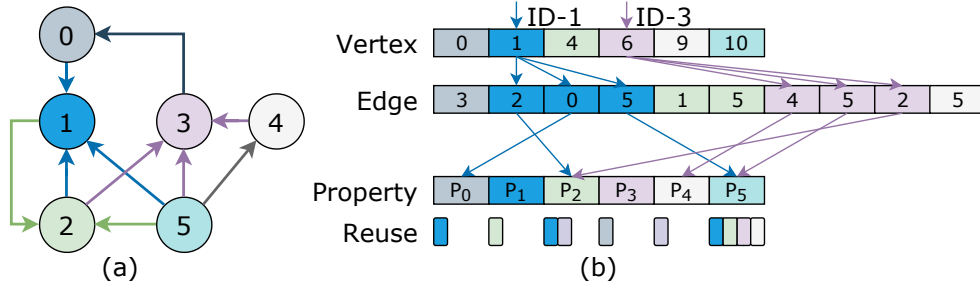 0
1
3
4
2
5
(a)
ID-1 ID-3
Vertex 0 1 4 6 9 10
Edge 3 2 0 5 1 5 4 5 2 5
Property P0 P1 P2 P3 P4 P5
Reuse
(b)